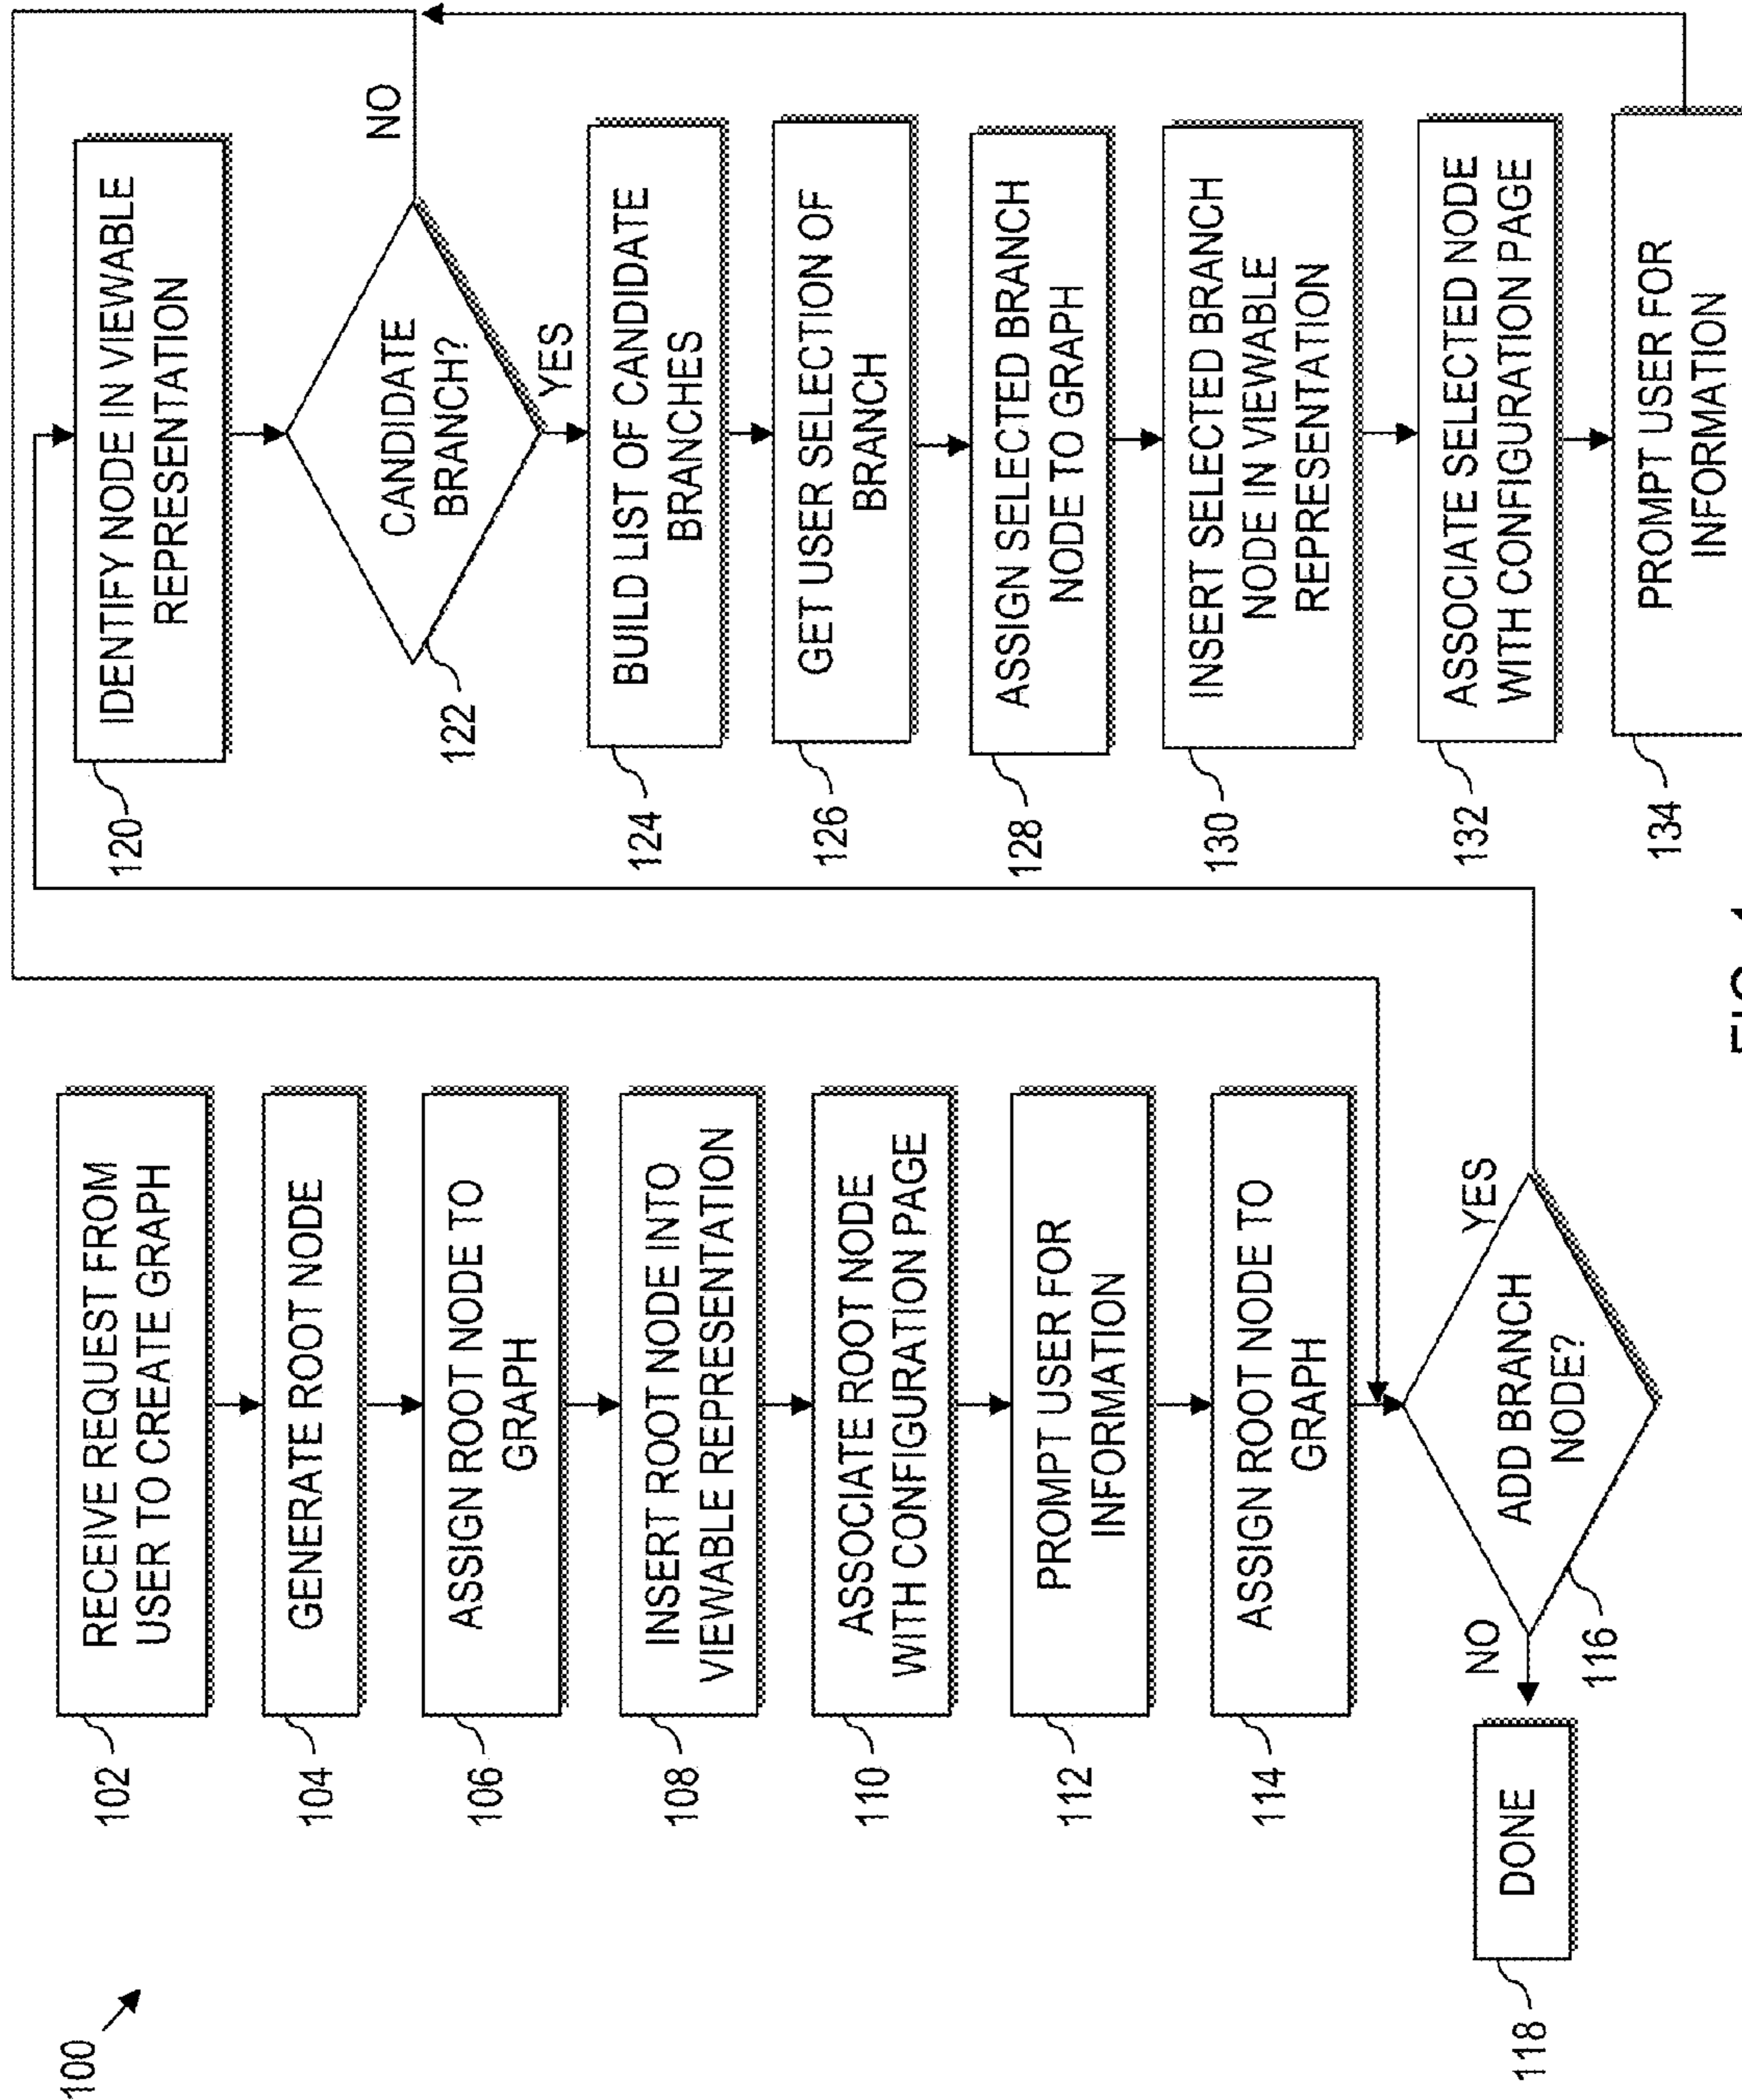 100
102
RECEIVE REQUEST FROM
USER TO CREATE GRAPH
104
GENERATE ROOT NODE
106
ASSIGN ROOT NODE TO
GRAPH
108
INSERT ROOT NODE INTO
VIEWABLE REPRESENTATION
110
ASSOCIATE ROOT NODE
WITH CONFIGURATION PAGE
112
PROMPT USER FOR
INFORMATION
114
ASSIGN ROOT NODE TO
GRAPH
116
ADD BRANCH
NODE?
NO
YES
118
DONE
120
IDENTIFY NODE IN VIEWABLE
REPRESENTATION
122
CANDIDATE
BRANCH?
NO
YES
124
BUILD LIST OF CANDIDATE
BRANCHES
126
GET USER SELECTION OF
BRANCH
128
ASSIGN SELECTED BRANCH
NODE TO GRAPH
130
INSERT SELECTED BRANCH
NODE IN VIEWABLE
REPRESENTATION
132
ASSOCIATE SELECTED NODE
WITH CONFIGURATION PAGE
134
PROMPT USER FOR
INFORMATION